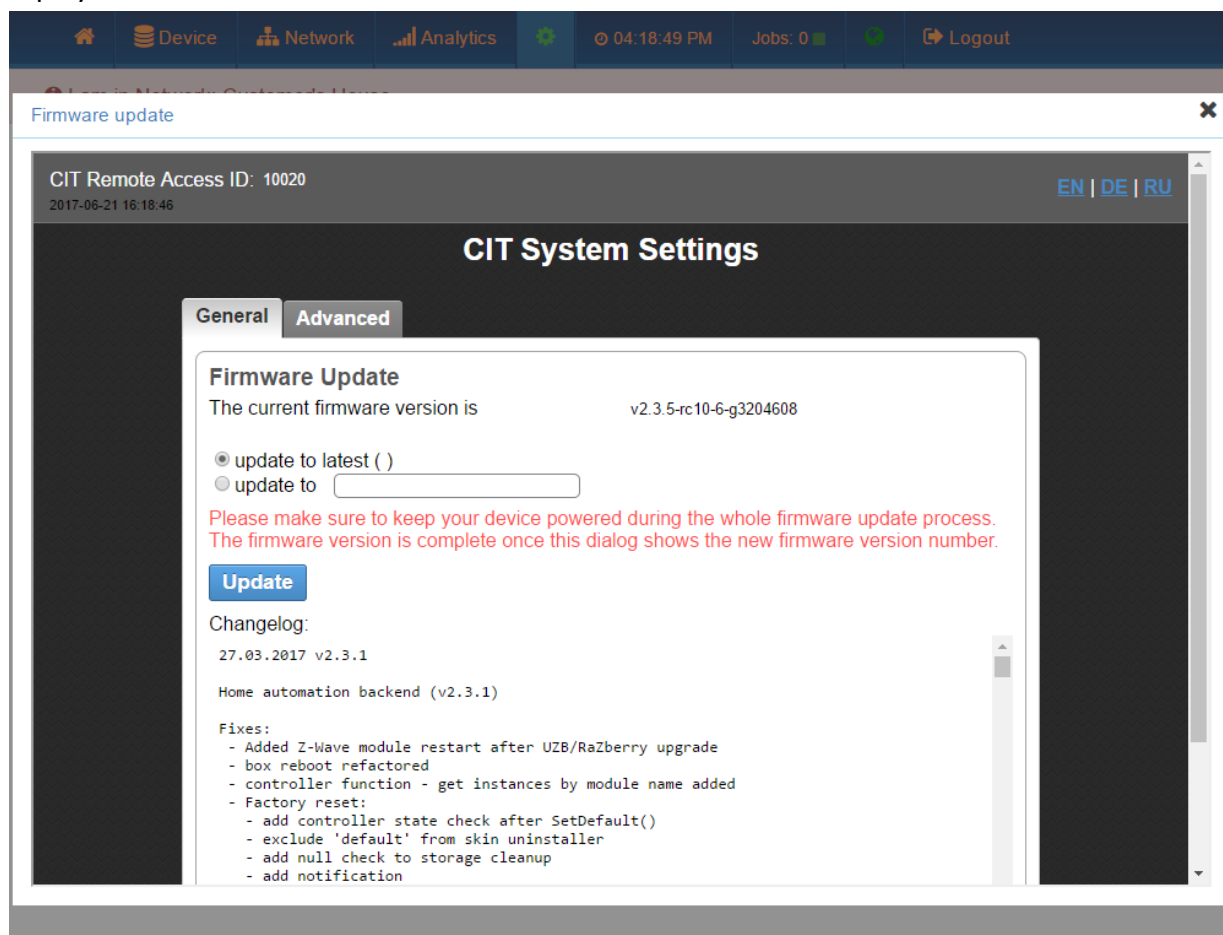 Device Network Analytics 04:18:49 PM Jobs: 0 Logout
Firmware update
CIT Remote Access ID: 10020
2017-06-21 16:18:46
EN | DE | RU
CIT System Settings
General Advanced
Firmware Update
The current firmware version is v2.3.5-rc10-6-g3204608
update to latest ( )
update to
Please make sure to keep your device powered during the whole firmware update process.
The firmware version is complete once this dialog shows the new firmware version number.
Update
Changelog:
27.03.2017 v2.3.1
Home automation backend (v2.3.1)
Fixes:
- Added Z-Wave module restart after UZB/RaZberry upgrade
- box reboot refactored
- controller function - get instances by module name added
- Factory reset:
- add controller state check after SetDefault()
- exclude 'default' from skin uninstaller
- add null check to storage cleanup
- add notification